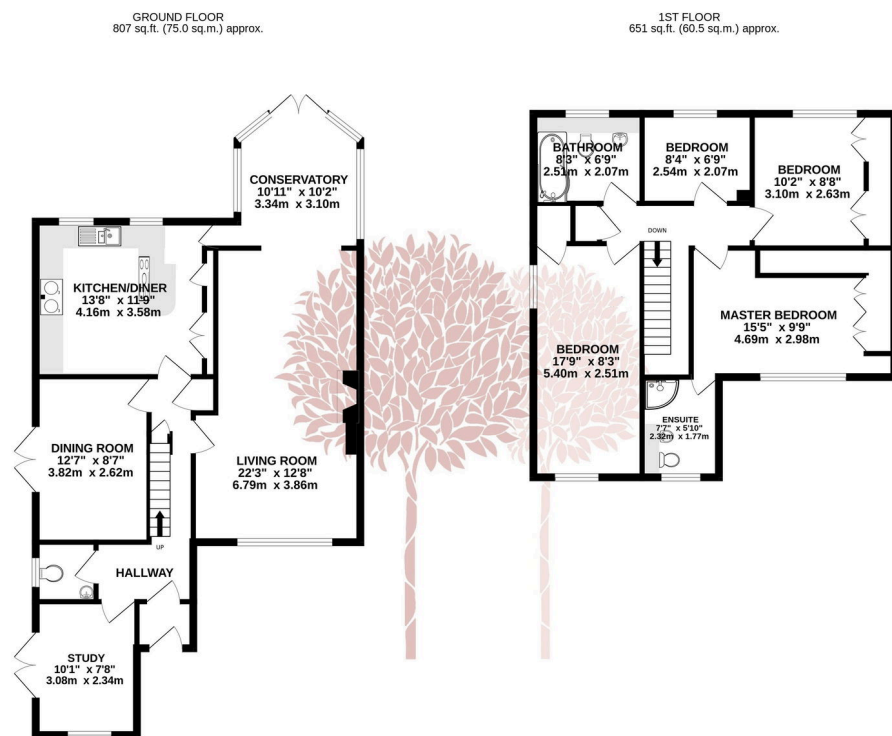 GROUND FLOOR
807 sq.ft. (75.0 sq.m.) approx.
CONSERVATORY
10'11" x 10'2"
3.34m x 3.10m
KITCHEN/DINER
13'8" x 11'9"
4.16m x 3.58m
DINING ROOM
12'7" x 8'7"
3.82m x 2.62m
LIVING ROOM
22'3" x 12'8"
6.79m x 3.86m
UP
HALLWAY
STUDY
10'1" x 7'8"
3.08m x 2.34m
1ST FLOOR
651 sq.ft. (60.5 sq.m.) approx.
BATHROOM
8'3" x 6'9"
2.51m x 2.07m
BEDROOM
8'4" x 6'9"
2.54m x 2.07m
BEDROOM
10'2" x 8'8"
3.10m x 2.63m
DOWN
MASTER BEDROOM
15'5" x 9'9"
4.69m x 2.98m
BEDROOM
17'9" x 8'3"
5.40m x 2.51m
ENSUITE
7'7" x 5'10"
2.32m x 1.77m